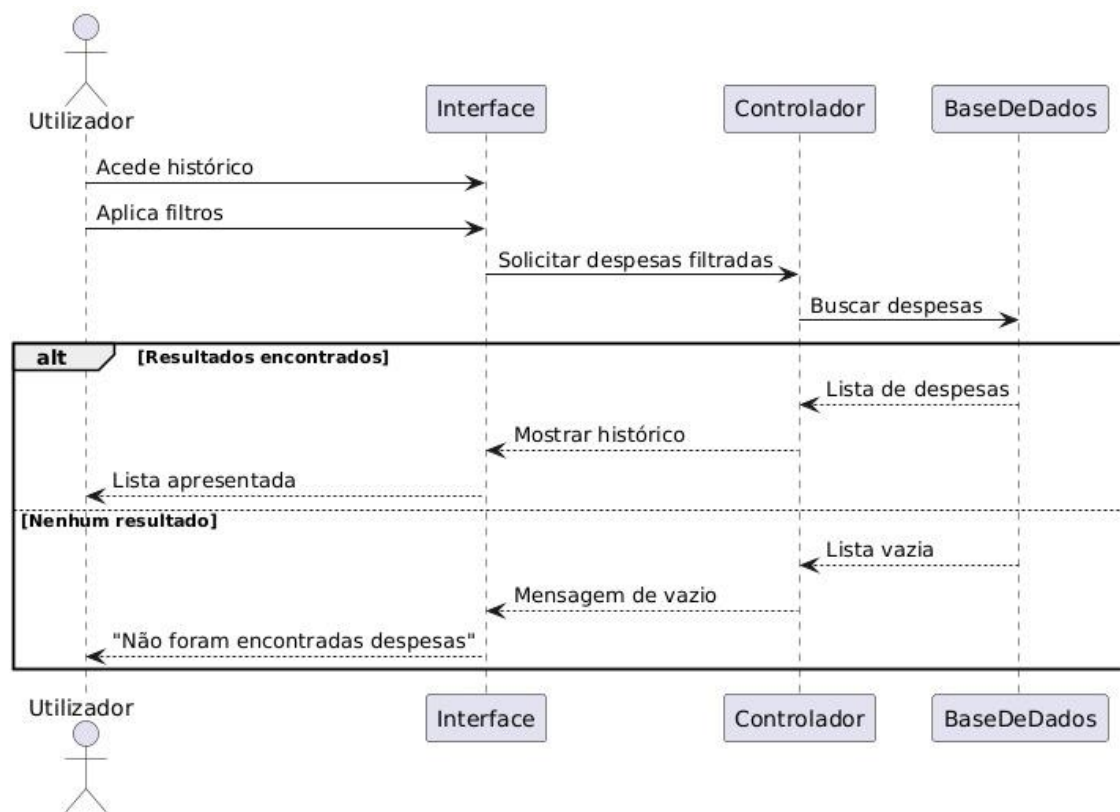 Utilizador
Interface
Controlador
BaseDeDados
Acede histórico
Aplica filtros
Solicitar despesas filtradas
Buscar despesas
alt
[Resultados encontrados]
Lista de despesas
Mostrar histórico
Lista apresentada
[Nenhum resultado]
Lista vazia
Mensagem de vazio
"Não foram encontradas despesas"
Utilizador
Interface
Controlador
BaseDeDados